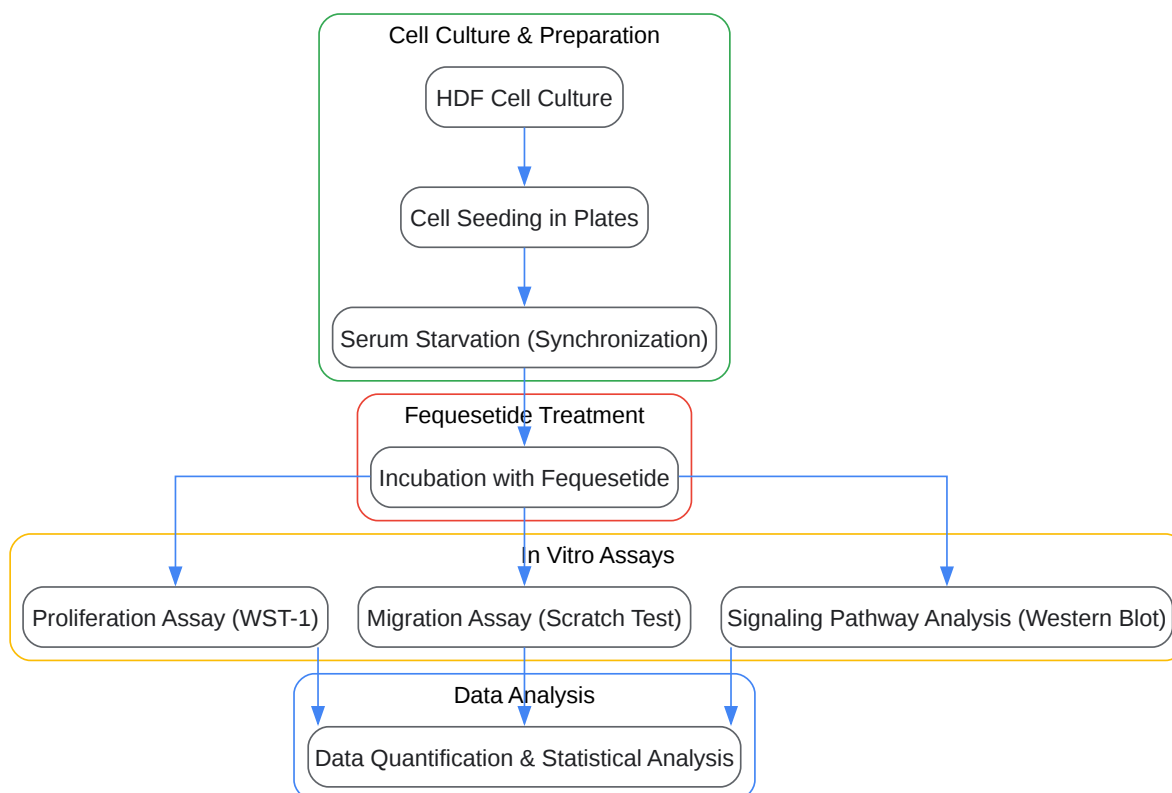 Cell Culture & Preparation
HDF Cell Culture
Cell Seeding in Plates
Serum Starvation (Synchronization)
Fequesetide Treatment
Incubation with Fequesetide
In Vitro Assays
Proliferation Assay (WST-1)
Migration Assay (Scratch Test)
Signaling Pathway Analysis (Western Blot)
Data Analysis
Data Quantification & Statistical Analysis